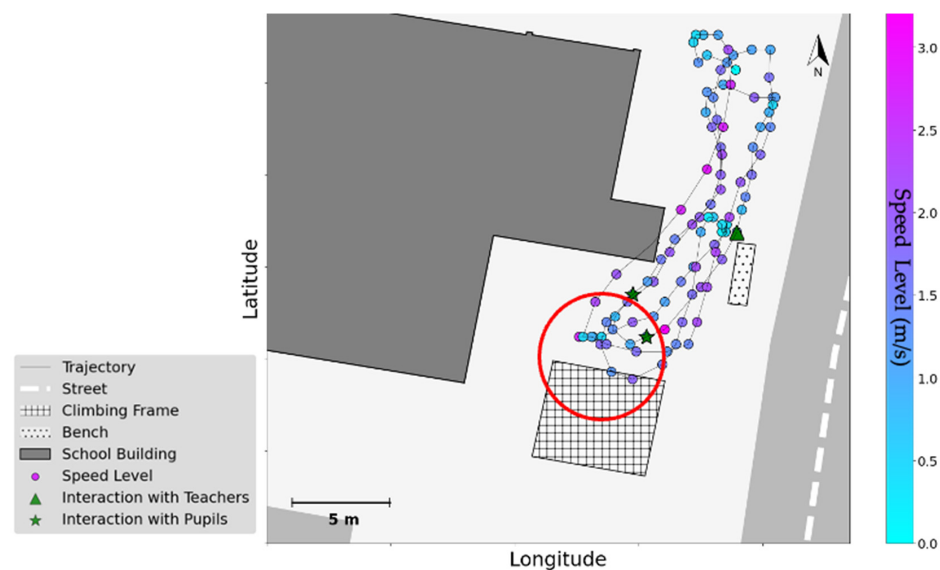 N
Latitude
Trajectory
Street
Climbing Frame
Bench
School Building
Speed Level
Interaction with Teachers
Interaction with Pupils
5 m
Longitude
3.0
2.5
2.0
1.5
1.0
0.5
0.0
Speed Level (m/s)